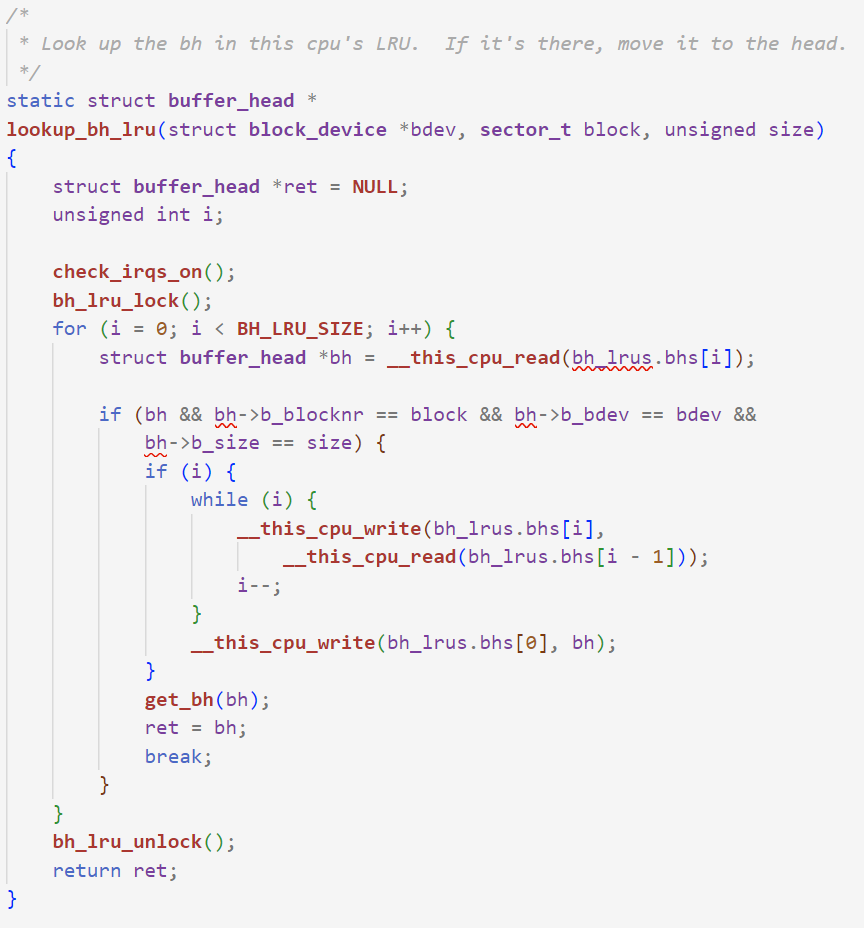 /*
 * Look up the bh in this cpu's LRU.  If it's there, move it to the head.
 */
static struct buffer_head *
lookup_bh_lru(struct block_device *bdev, sector_t block, unsigned size)
{
    struct buffer_head *ret = NULL;
    unsigned int i;

    check_irqs_on();
    bh_lru_lock();
    for (i = 0; i < BH_LRU_SIZE; i++) {
        struct buffer_head *bh = __this_cpu_read(bh_lrus.bhs[i]);

        if (bh && bh->b_blocknr == block && bh->b_bdev == bdev &&
            bh->b_size == size) {
            if (i) {
                while (i) {
                    __this_cpu_write(bh_lrus.bhs[i],
                        __this_cpu_read(bh_lrus.bhs[i - 1]));
                    i--;
                }
                __this_cpu_write(bh_lrus.bhs[0], bh);
            }
            get_bh(bh);
            ret = bh;
            break;
        }
    }
    bh_lru_unlock();
    return ret;
}